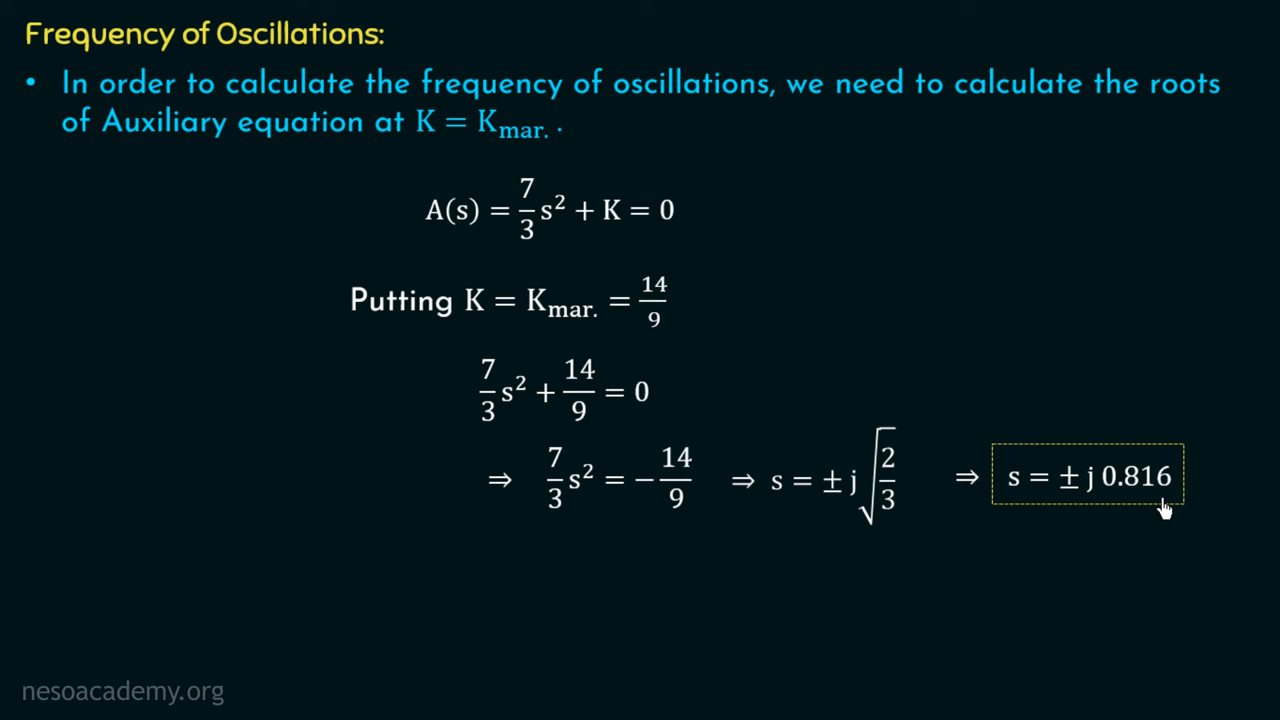 Frequency of Oscillations:
• In order to calculate the frequency of oscillations, we need to calculate the roots
of Auxiliary equation at K = Kmar. .
A(s) = 7/3 s² + K = 0
Putting K = Kmar. = 14/9
7/3 s² + 14/9 = 0
⇒ 7/3 s² = − 14/9 ⇒ s = ± j √(2/3) ⇒ s = ± j 0.816
nesoacademy.org